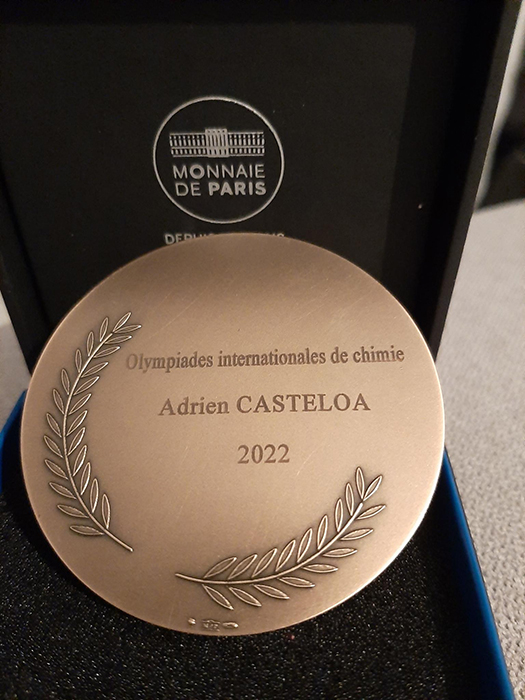 MONNAIE
DE PARIS
Olympiades internationales de chimie
Adrien CASTELOA
2022